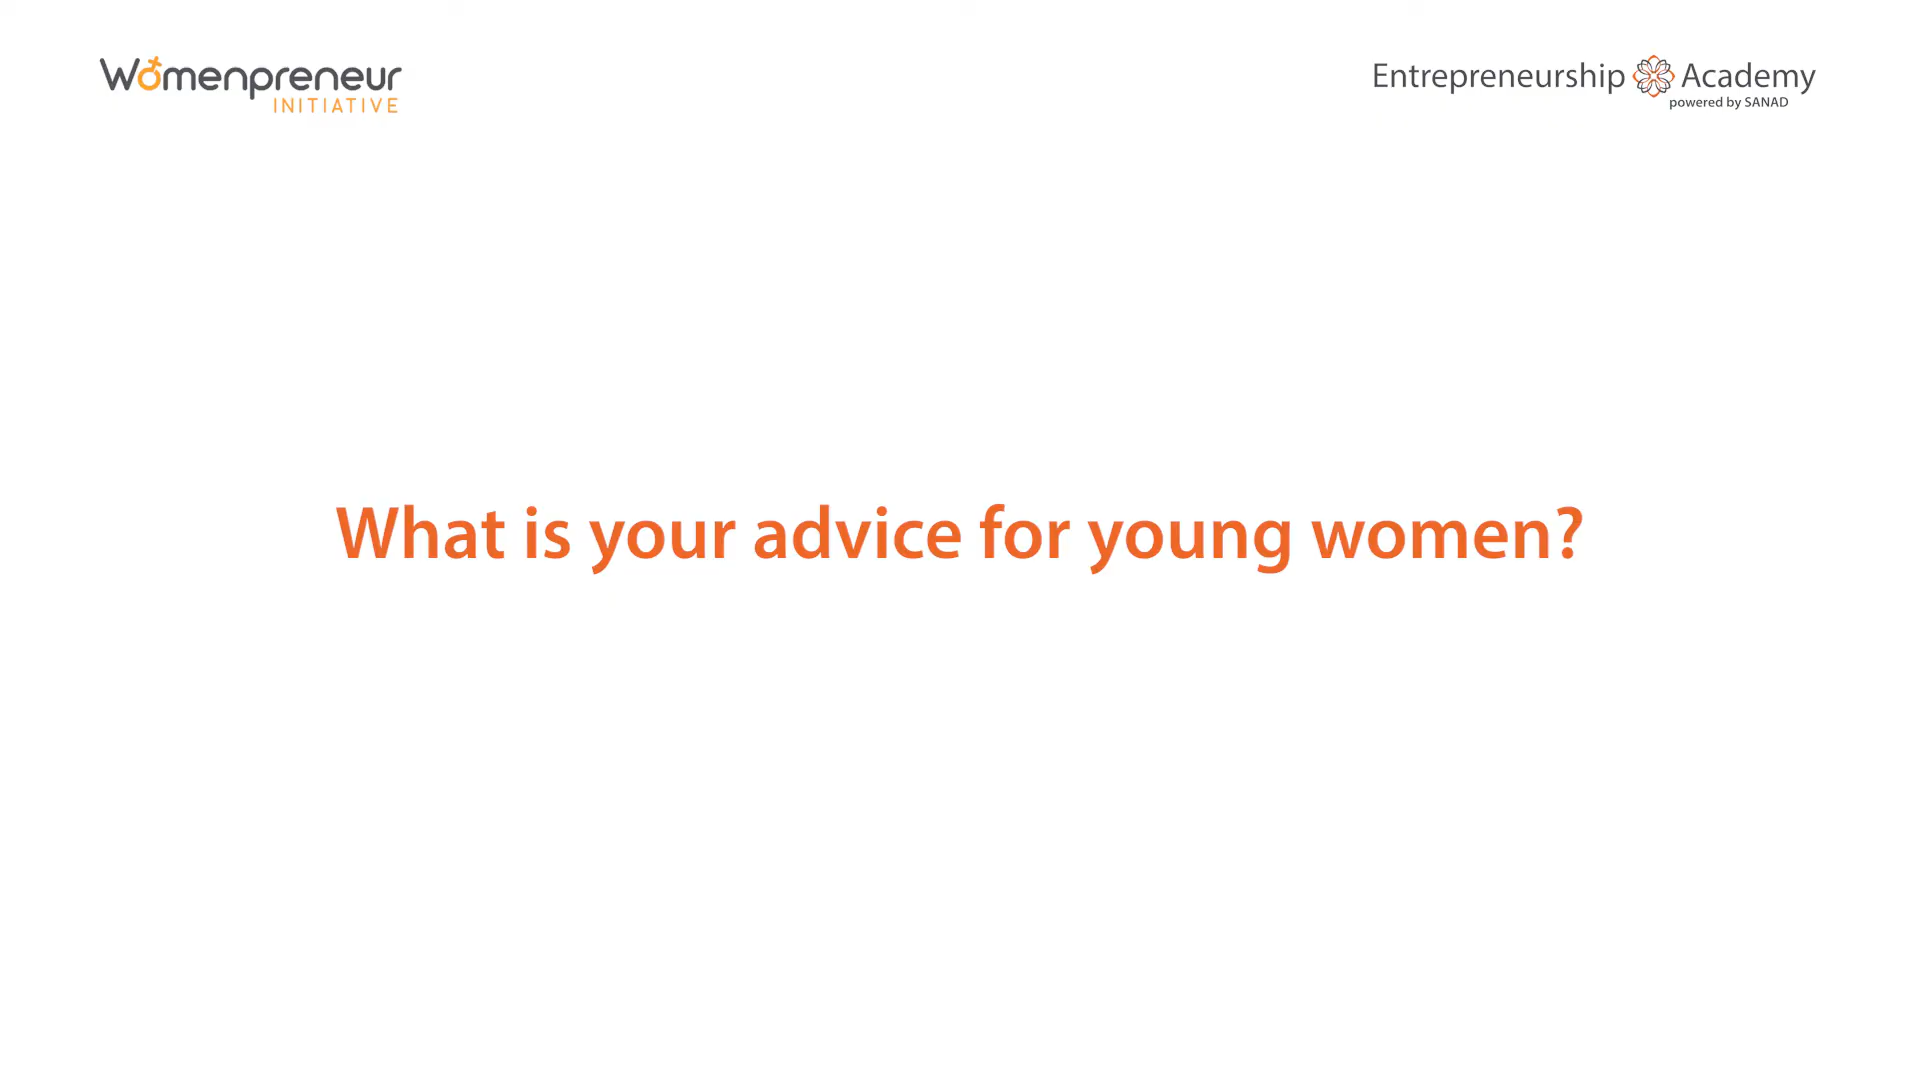 Womenpreneur
INITIATIVE
Entrepreneurship Academy
powered by SANAD
What is your advice for young women?